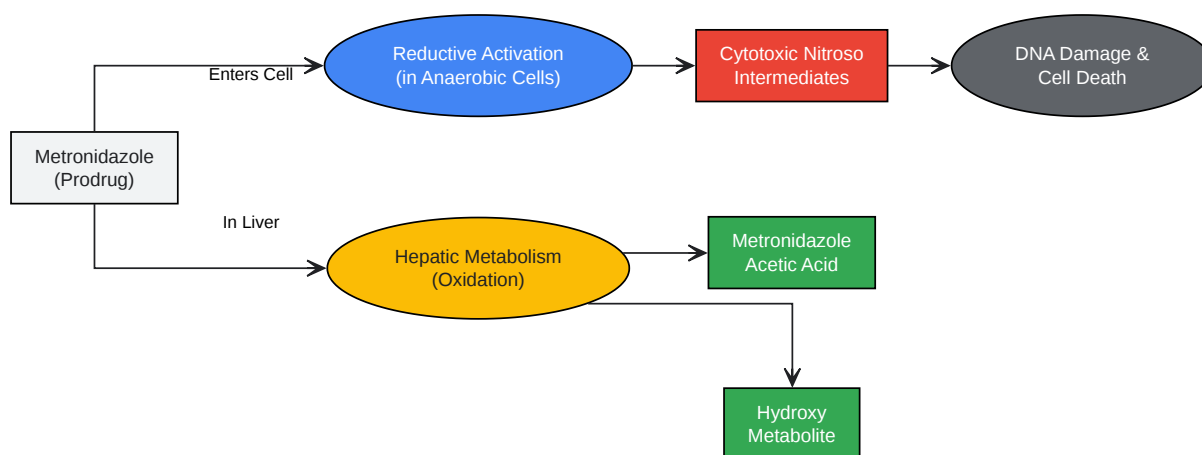 Reductive Activation
(in Anaerobic Cells)
Cytotoxic Nitroso
Intermediates
DNA Damage &
Cell Death
Enters Cell
Metronidazole
(Prodrug)
In Liver
Hepatic Metabolism
(Oxidation)
Metronidazole
Acetic Acid
Hydroxy
Metabolite